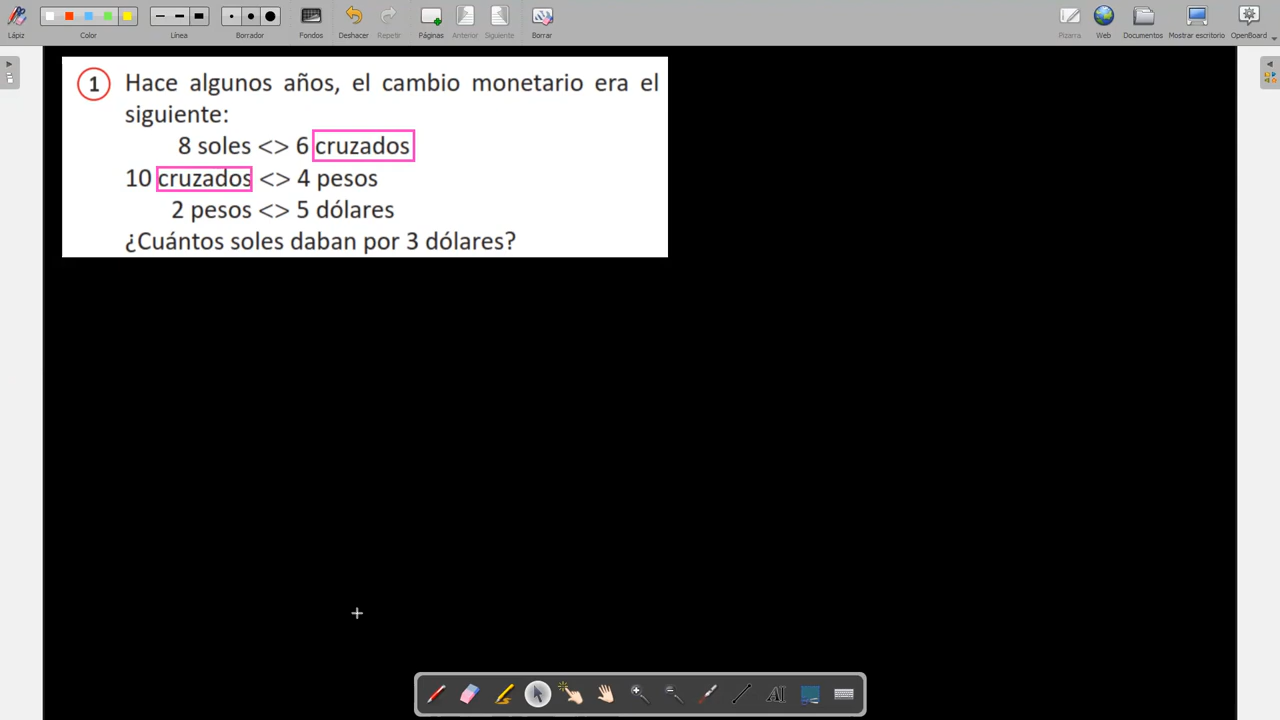 Lápiz Color Línea Borrador Fondos Deshacer Repetir Páginas Anterior Siguiente Borrar Pizarra Web Documentos Mostrar escritorio OpenBoard
1 Hace algunos años, el cambio monetario era el
siguiente:
8 soles <> 6 cruzados
10 cruzados <> 4 pesos
2 pesos <> 5 dólares
¿Cuántos soles daban por 3 dólares?
AI